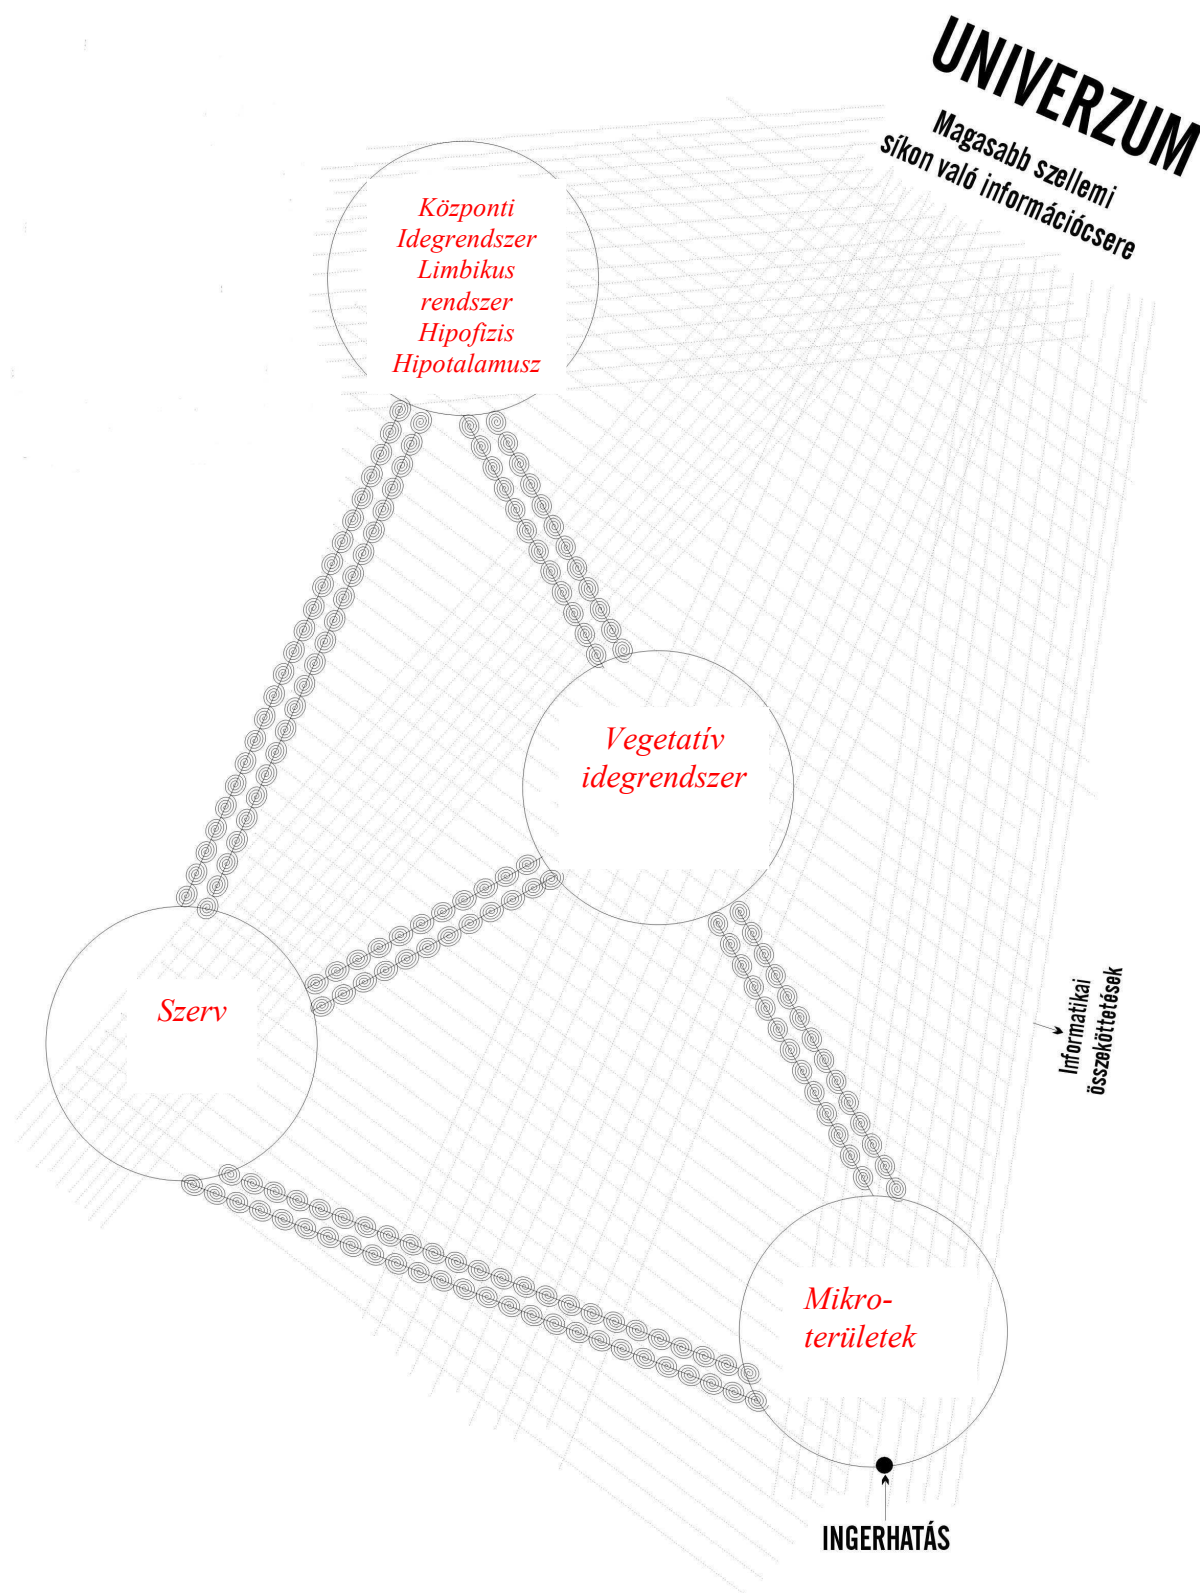 UNIVERZUM
Magasabb szellemi
síkon való információcsere
Központi
Idegrendszer
Limbikus
rendszer
Hipofízis
Hipotalamusz
Vegetatív
idegrendszer
Szerv
Informatikai
összeköttetések
Mikro-
területek
INGERHATÁS